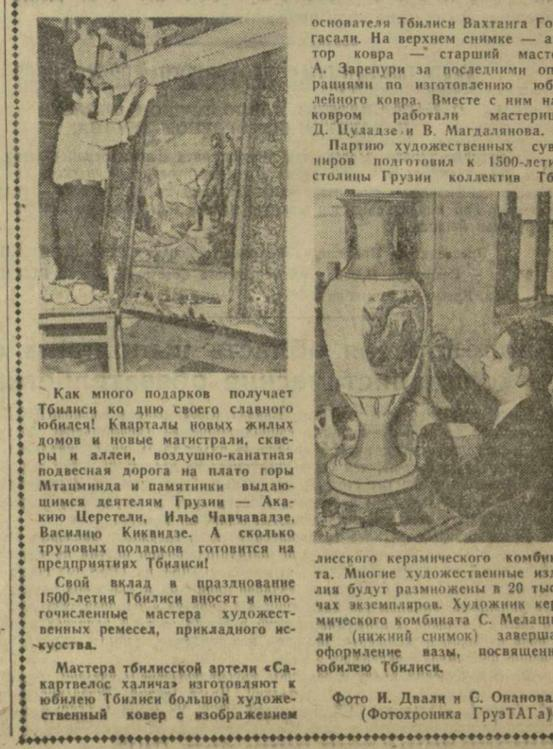 Как много подарков получает
Тбилиси ко дню своего славного
юбилея! Кварталы новых жилых
домов и новые магистрали, скве-
ры и аллеи, воздушно-канатная
подвесная дорога на плато горы
Мтацминда и памятники выдаю-
щимся деятелям Грузии — Ака-
кию Церетели, Илье Чавчавадзе,
Василию Киквидзе. А сколько
трудовых подарков готовится на
предприятиях Тбилиси!
Свой вклад в празднование
1500-летия Тбилиси вносят и мно-
гочисленные мастера художест-
венных ремесел, прикладного ис-
кусства.
Мастера тбилисской артели «Са-
картвелос халича» изготовляют к
юбилею Тбилиси большой художе-
ственный ковер с изображением
основателя Тбилиси Вахтанга Го
гасали. На верхнем снимке — а
тор ковра — старший масте
А. Зарепури за последними оп
рациями по изготовлению юб
лейного ковра. Вместе с ним на
ковром работали мастериц
Д. Цуладзе и В. Магдалянова.
Партию художественных сув
ниров подготовил к 1500-лети
столицы Грузии коллектив Тб
лисского керамического комбин
та. Многие художественные изд
лия будут размножены в 20 тыс
чах экземпляров. Художник кер
мического комбината С. Мелаш
ли (нижний снимок) заверша
оформление вазы, посвященн
юбилею Тбилиси.
Фото И. Двали и С. Онанова
(Фотохроника ГрузТАГа)